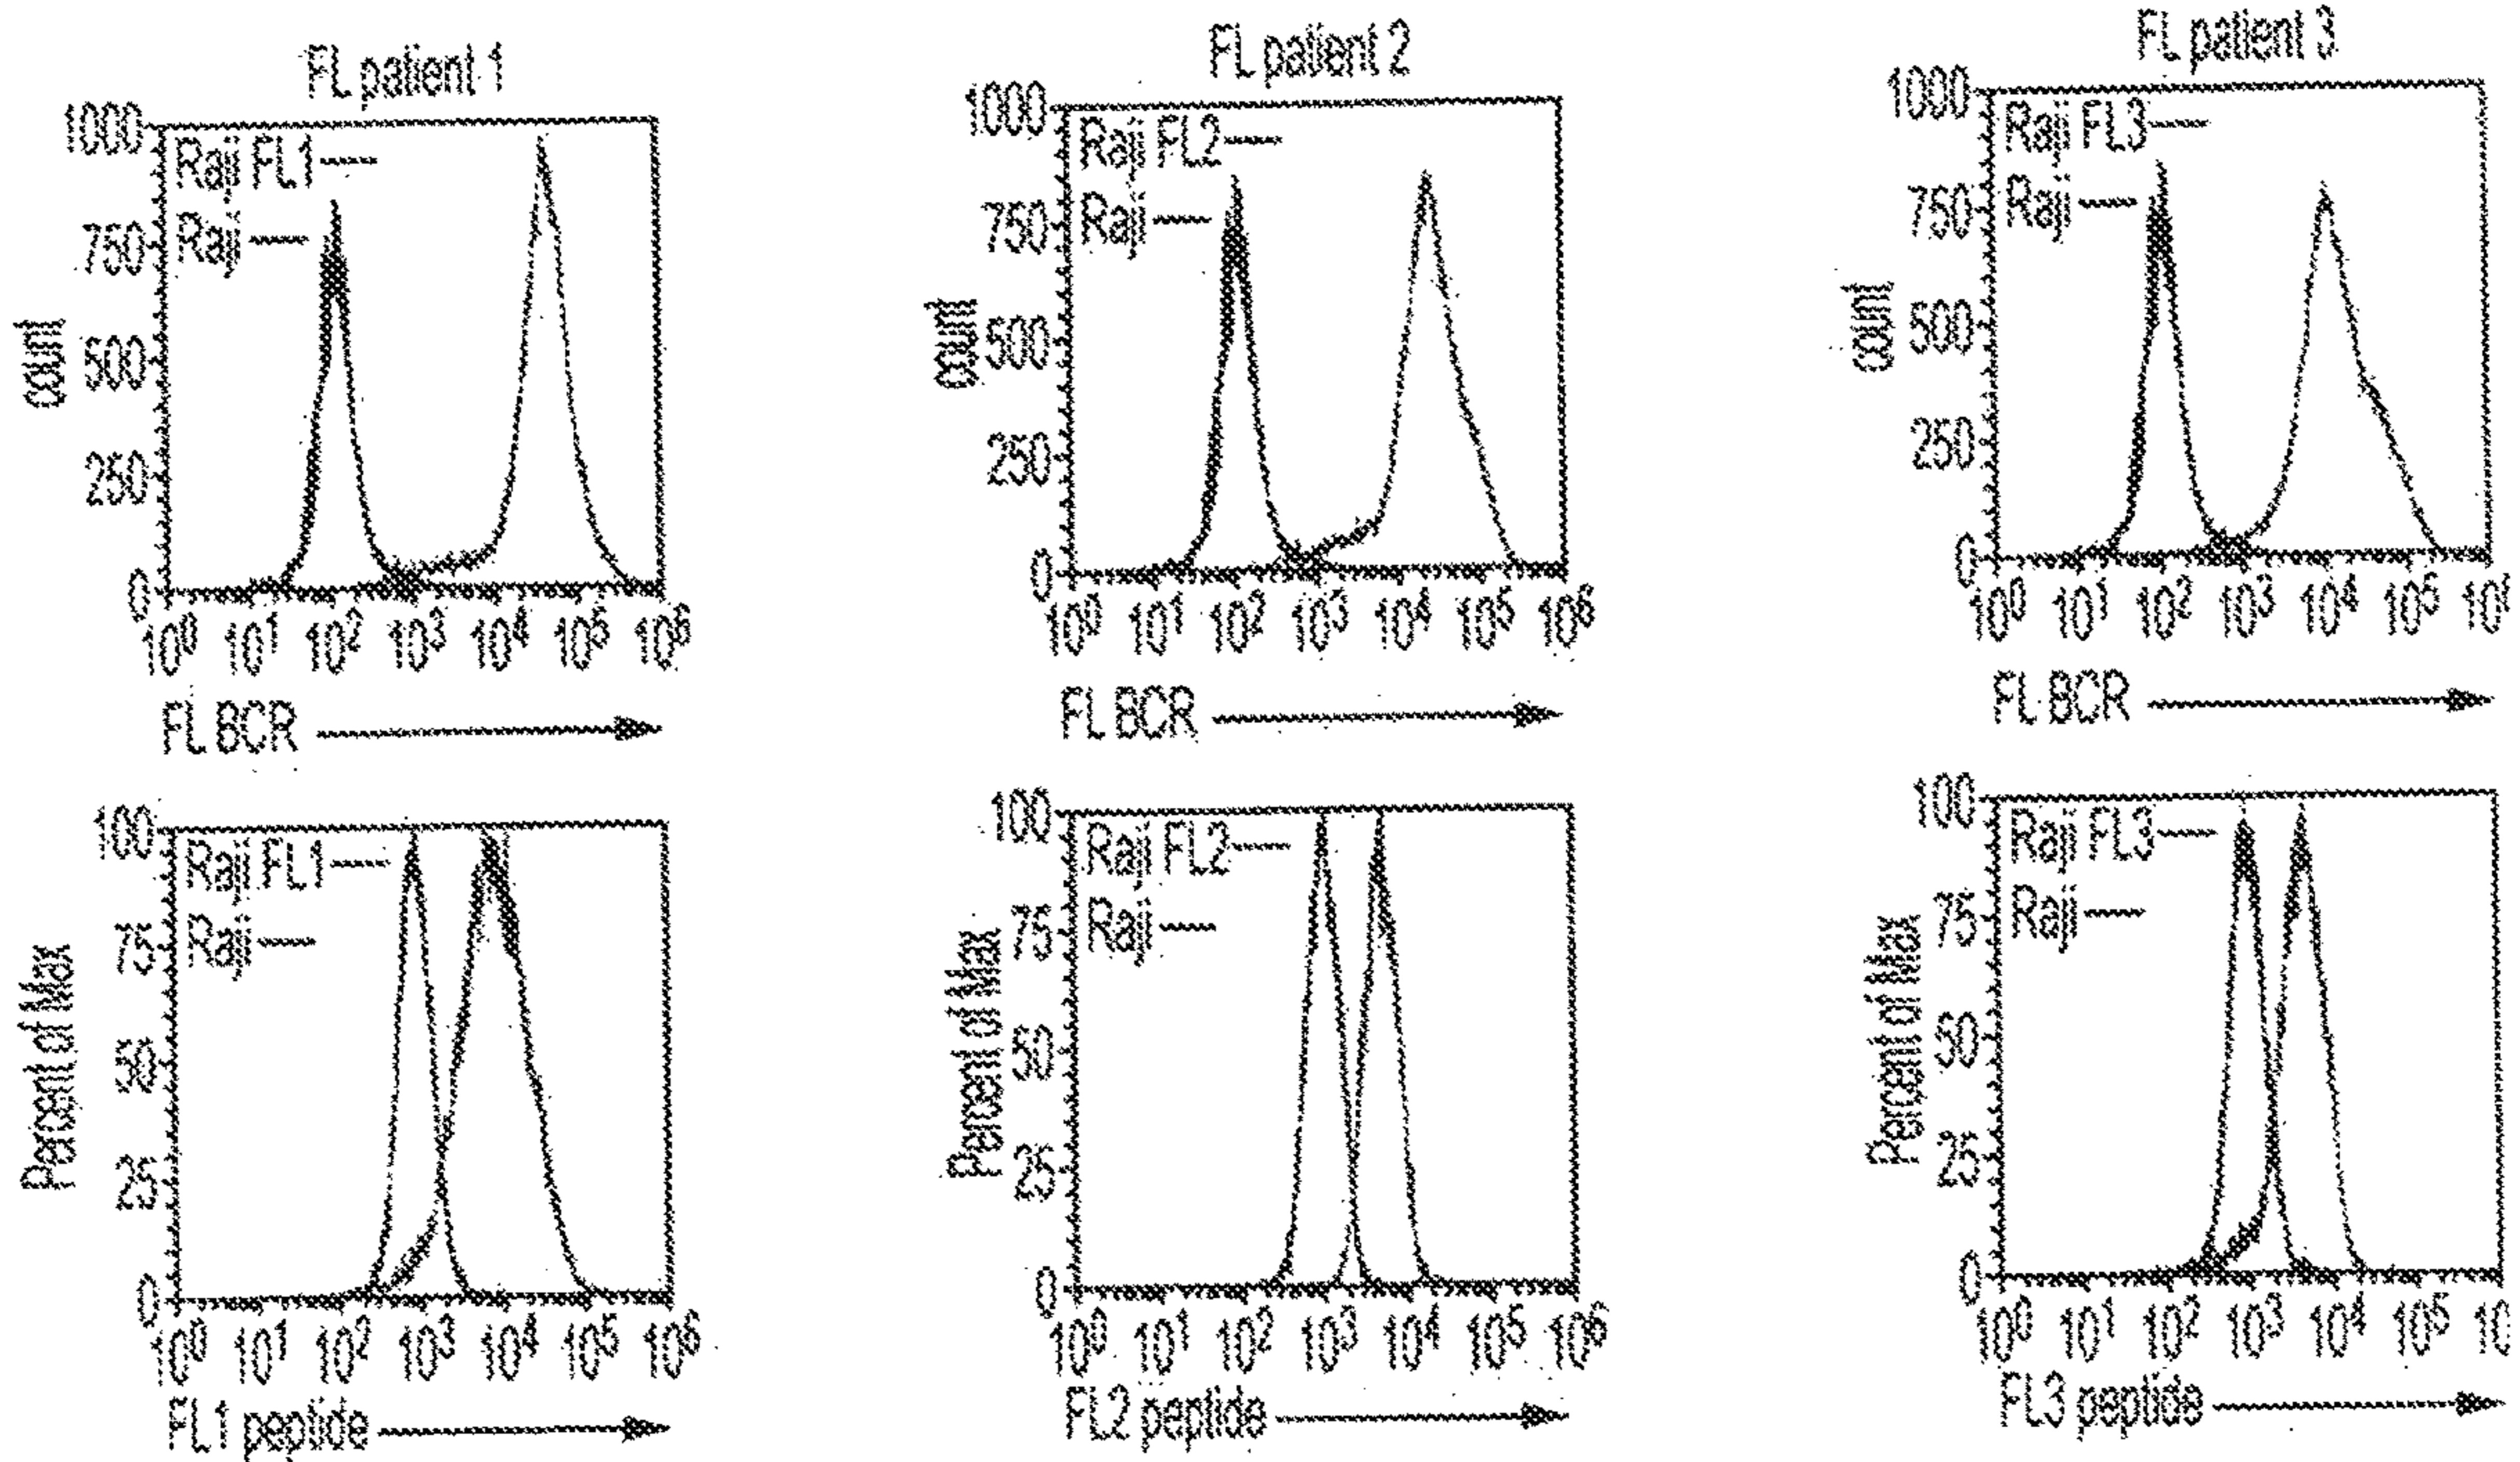 FL patient 1
1000
750
500
250
0
count
Raji FL1
Raji
10^0 10^1 10^2 10^3 10^4 10^5 10^6
FL BCR
FL patient 2
1000
750
500
250
0
count
Raji FL2
Raji
10^0 10^1 10^2 10^3 10^4 10^5 10^6
FL BCR
FL patient 3
1000
750
500
250
0
count
Raji FL3
Raji
10^0 10^1 10^2 10^3 10^4 10^5
FL BCR
100
75
50
25
0
Percent of Max
Raji FL1
Raji
10^0 10^1 10^2 10^3 10^4 10^5 10^6
FL1 peptide
100
75
50
25
0
Percent of Max
Raji FL2
Raji
10^0 10^1 10^2 10^3 10^4 10^5 10^6
FL2 peptide
100
75
50
25
0
Percent of Max
Raji FL3
Raji
10^0 10^1 10^2 10^3 10^4 10^5 10
FL3 peptide